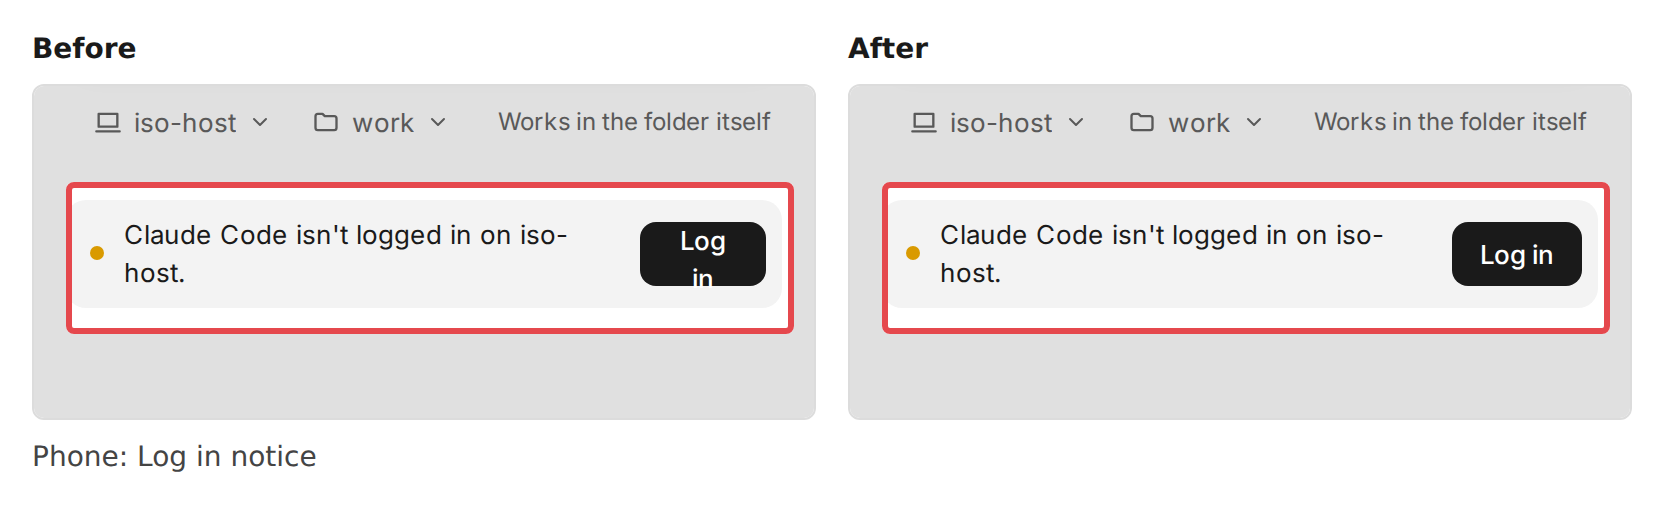 Before
iso-host
work
Works in the folder itself
Claude Code isn't logged in on iso-
host.
Log
in
After
iso-host
work
Works in the folder itself
Claude Code isn't logged in on iso-
host.
Log in
Phone: Log in notice